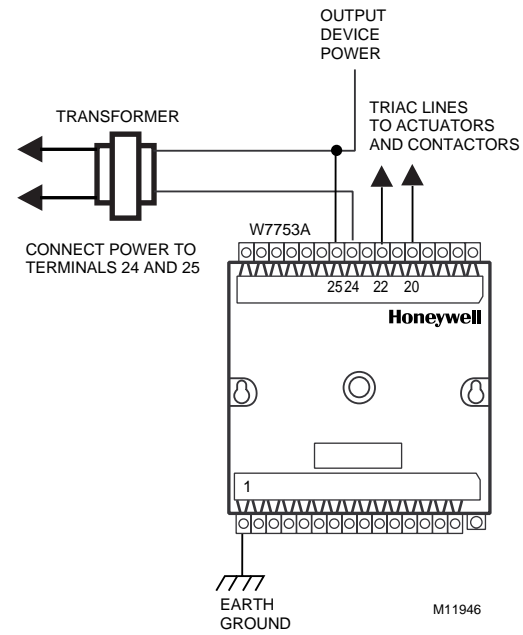 OUTPUT
DEVICE
POWER
TRANSFORMER
TRIAC LINES
TO ACTUATORS
AND CONTACTORS
CONNECT POWER TO
TERMINALS 24 AND 25
W7753A
25 24 22 20
Honeywell
1
EARTH
GROUND
M11946